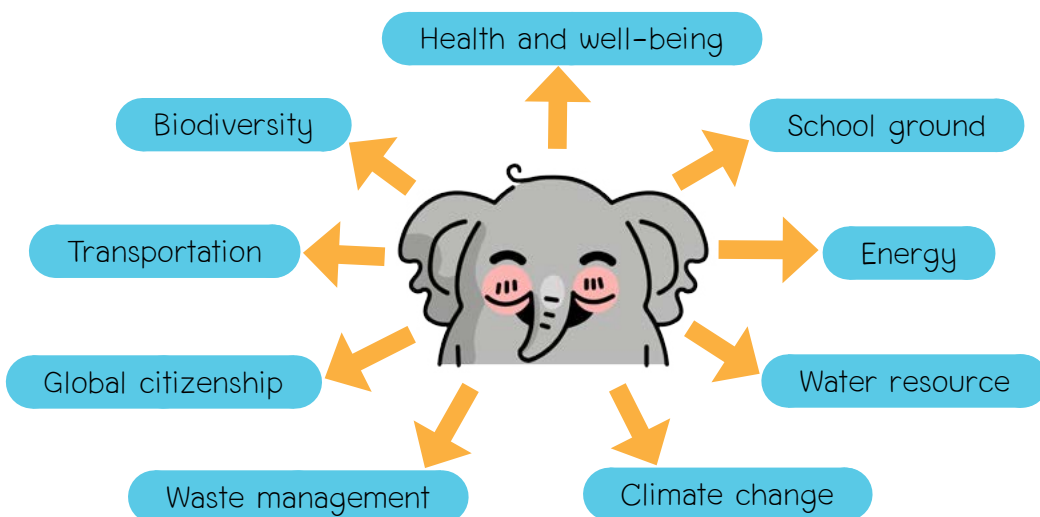 Health and well-being
Biodiversity
School ground
Transportation
Energy
Global citizenship
Water resource
Waste management
Climate change